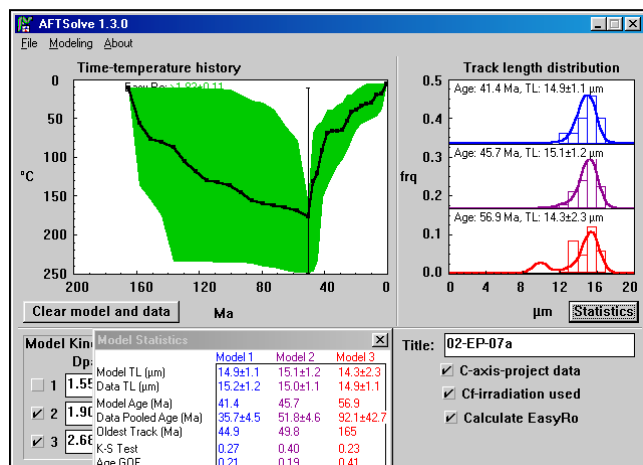 AFTSolve 1.3.0
File Modeling About
Time-temperature history
Track length distribution
0
50
100
°C
150
200
250
200 160 120 80 40 0
Ma
0.5
Age: 41.4 Ma, TL: 14.9±1.1 µm
0.4
0.3
Age: 45.7 Ma, TL: 15.1±1.2 µm
frq
0.2
Age: 56.9 Ma, TL: 14.3±2.3 µm
0.1
0.0
0 4 8 12 16 20
µm
Clear model and data
Statistics
Model Kin
Dpa
1 1.55
2 1.90
3 2.68
Model Statistics
Model 1 Model 2 Model 3
Model TL (µm) 14.9±1.1 15.1±1.2 14.3±2.3
Data TL (µm) 15.2±1.2 15.0±1.1 14.9±1.1
Model Age (Ma) 41.4 45.7 56.9
Data Pooled Age (Ma) 35.7±4.5 51.8±4.6 92.1±42.7
Oldest Track (Ma) 44.9 49.8 165
K-S Test 0.27 0.40 0.23
Age GOF 0.21 0.19 0.41
Title: 02-EP-07a
C-axis-project data
Cf-irradiation used
Calculate EasyRo